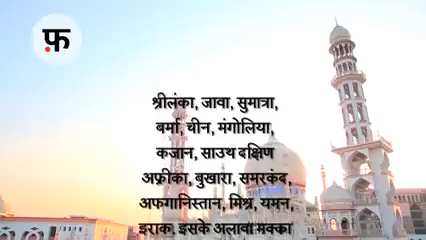 फ़
श्रीलंका, जावा, सुमात्रा,
बर्मा, चीन, मंगोलिया,
कजान, साउथ दक्षिण
अफ्रीका, बुखारा, समरकंद,
अफगानिस्तान, मिश्र, यमन,
इराक, इसके अलावा मक्का